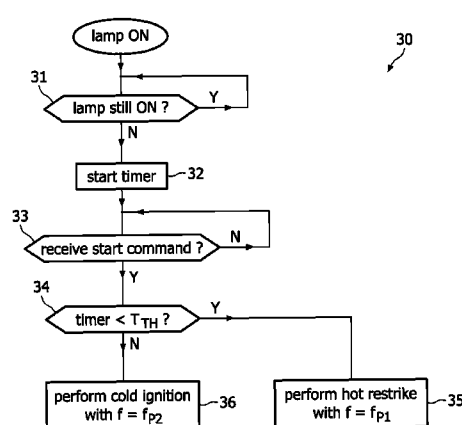 lamp ON
30
31
lamp still ON ?
Y
N
start timer
32
33
receive start command ?
N
Y
34
timer < T_TH ?
Y
N
perform cold ignition
with f = f_P2
36
perform hot restrike
with f = f_P1
35